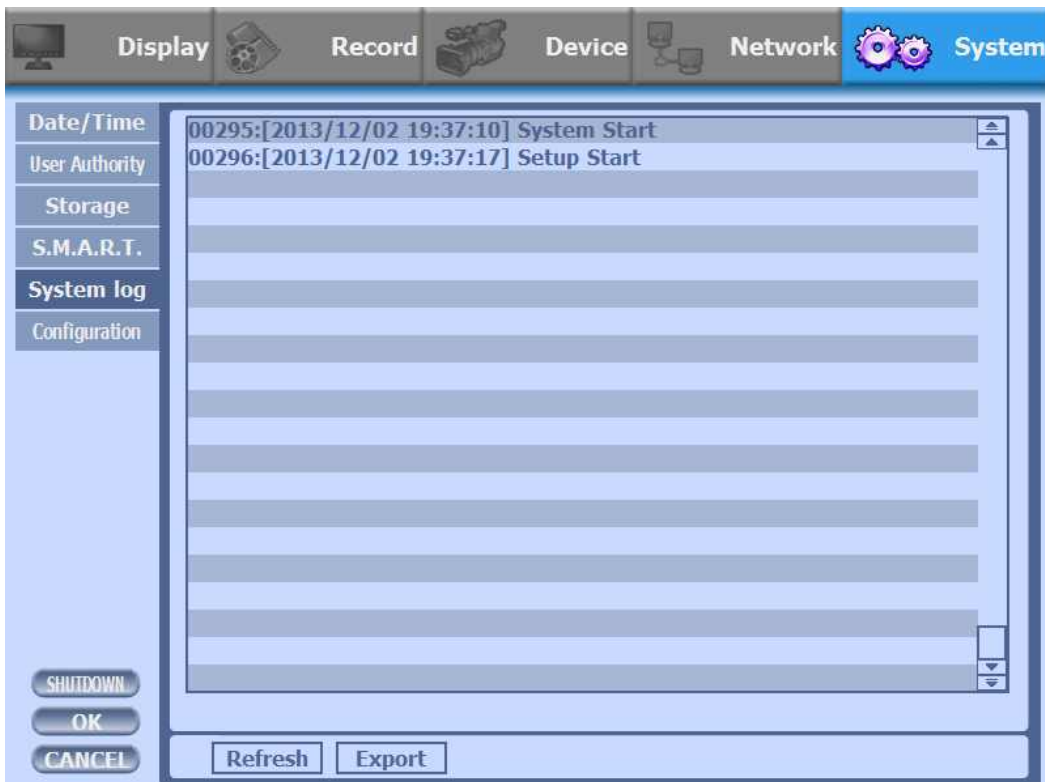 Display Record Device Network System
Date/Time
User Authority
Storage
S.M.A.R.T.
System log
Configuration
00295:[2013/12/02 19:37:10] System Start
00296:[2013/12/02 19:37:17] Setup Start
SHUTDOWN
OK
CANCEL
Refresh Export